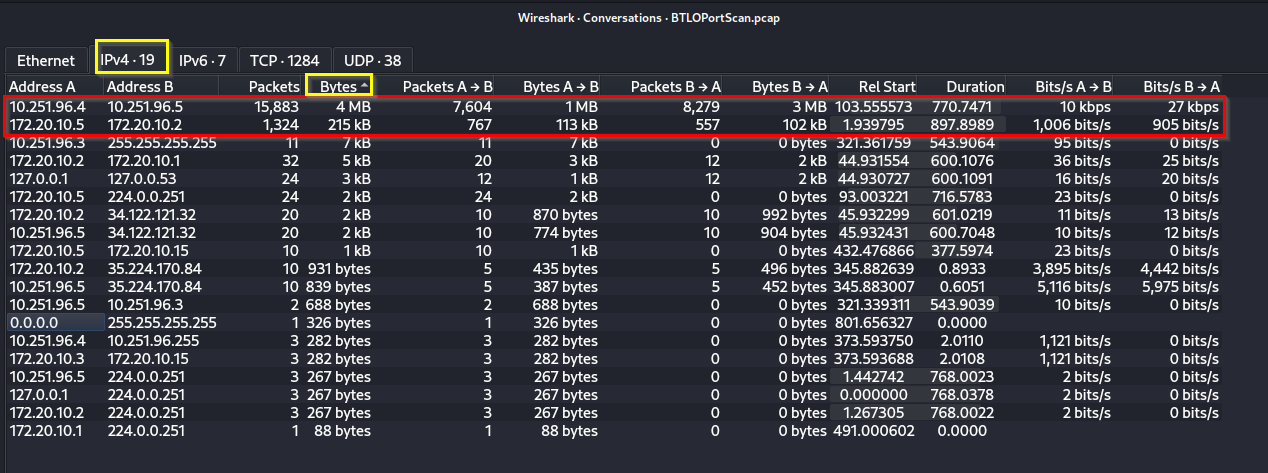 Wireshark · Conversations · BTLOPortScan.pcap
Ethernet IPv4 · 19 IPv6 · 7 TCP · 1284 UDP · 38
Address A Address B Packets Bytes Packets A → B Bytes A → B Packets B → A Bytes B → A Rel Start Duration Bits/s A → B Bits/s B → A
10.251.96.4 10.251.96.5 15,883 4 MB 7,604 1 MB 8,279 3 MB 103.555573 770.7471 10 kbps 27 kbps
172.20.10.5 172.20.10.2 1,324 215 kB 767 113 kB 557 102 kB 1.939795 897.8989 1,006 bits/s 905 bits/s
10.251.96.3 255.255.255.255 11 7 kB 11 7 kB 0 0 bytes 321.361759 543.9064 95 bits/s 0 bits/s
172.20.10.2 172.20.10.1 32 5 kB 20 3 kB 12 2 kB 44.931554 600.1076 36 bits/s 25 bits/s
127.0.0.1 127.0.0.53 24 3 kB 12 1 kB 12 2 kB 44.930727 600.1091 16 bits/s 20 bits/s
172.20.10.5 224.0.0.251 24 2 kB 24 2 kB 0 0 bytes 93.003221 716.5783 23 bits/s 0 bits/s
172.20.10.2 34.122.121.32 20 2 kB 10 870 bytes 10 992 bytes 45.932299 601.0219 11 bits/s 13 bits/s
10.251.96.5 34.122.121.32 20 2 kB 10 774 bytes 10 904 bytes 45.932431 600.7048 10 bits/s 12 bits/s
172.20.10.5 172.20.10.15 10 1 kB 10 1 kB 0 0 bytes 432.476866 377.5974 23 bits/s 0 bits/s
172.20.10.2 35.224.170.84 10 931 bytes 5 435 bytes 5 496 bytes 345.882639 0.8933 3,895 bits/s 4,442 bits/s
10.251.96.5 35.224.170.84 10 839 bytes 5 387 bytes 5 452 bytes 345.883007 0.6051 5,116 bits/s 5,975 bits/s
10.251.96.5 10.251.96.3 2 688 bytes 2 688 bytes 0 0 bytes 321.339311 543.9039 10 bits/s 0 bits/s
0.0.0.0 255.255.255.255 1 326 bytes 1 326 bytes 0 0 bytes 801.656327 0.0000
10.251.96.4 10.251.96.255 3 282 bytes 3 282 bytes 0 0 bytes 373.593750 2.0110 1,121 bits/s 0 bits/s
172.20.10.3 172.20.10.15 3 282 bytes 3 282 bytes 0 0 bytes 373.593688 2.0108 1,121 bits/s 0 bits/s
10.251.96.5 224.0.0.251 3 267 bytes 3 267 bytes 0 0 bytes 1.442742 768.0023 2 bits/s 0 bits/s
127.0.0.1 224.0.0.251 3 267 bytes 3 267 bytes 0 0 bytes 0.000000 768.0378 2 bits/s 0 bits/s
172.20.10.2 224.0.0.251 3 267 bytes 3 267 bytes 0 0 bytes 1.267305 768.0022 2 bits/s 0 bits/s
172.20.10.1 224.0.0.251 1 88 bytes 1 88 bytes 0 0 bytes 491.000602 0.0000